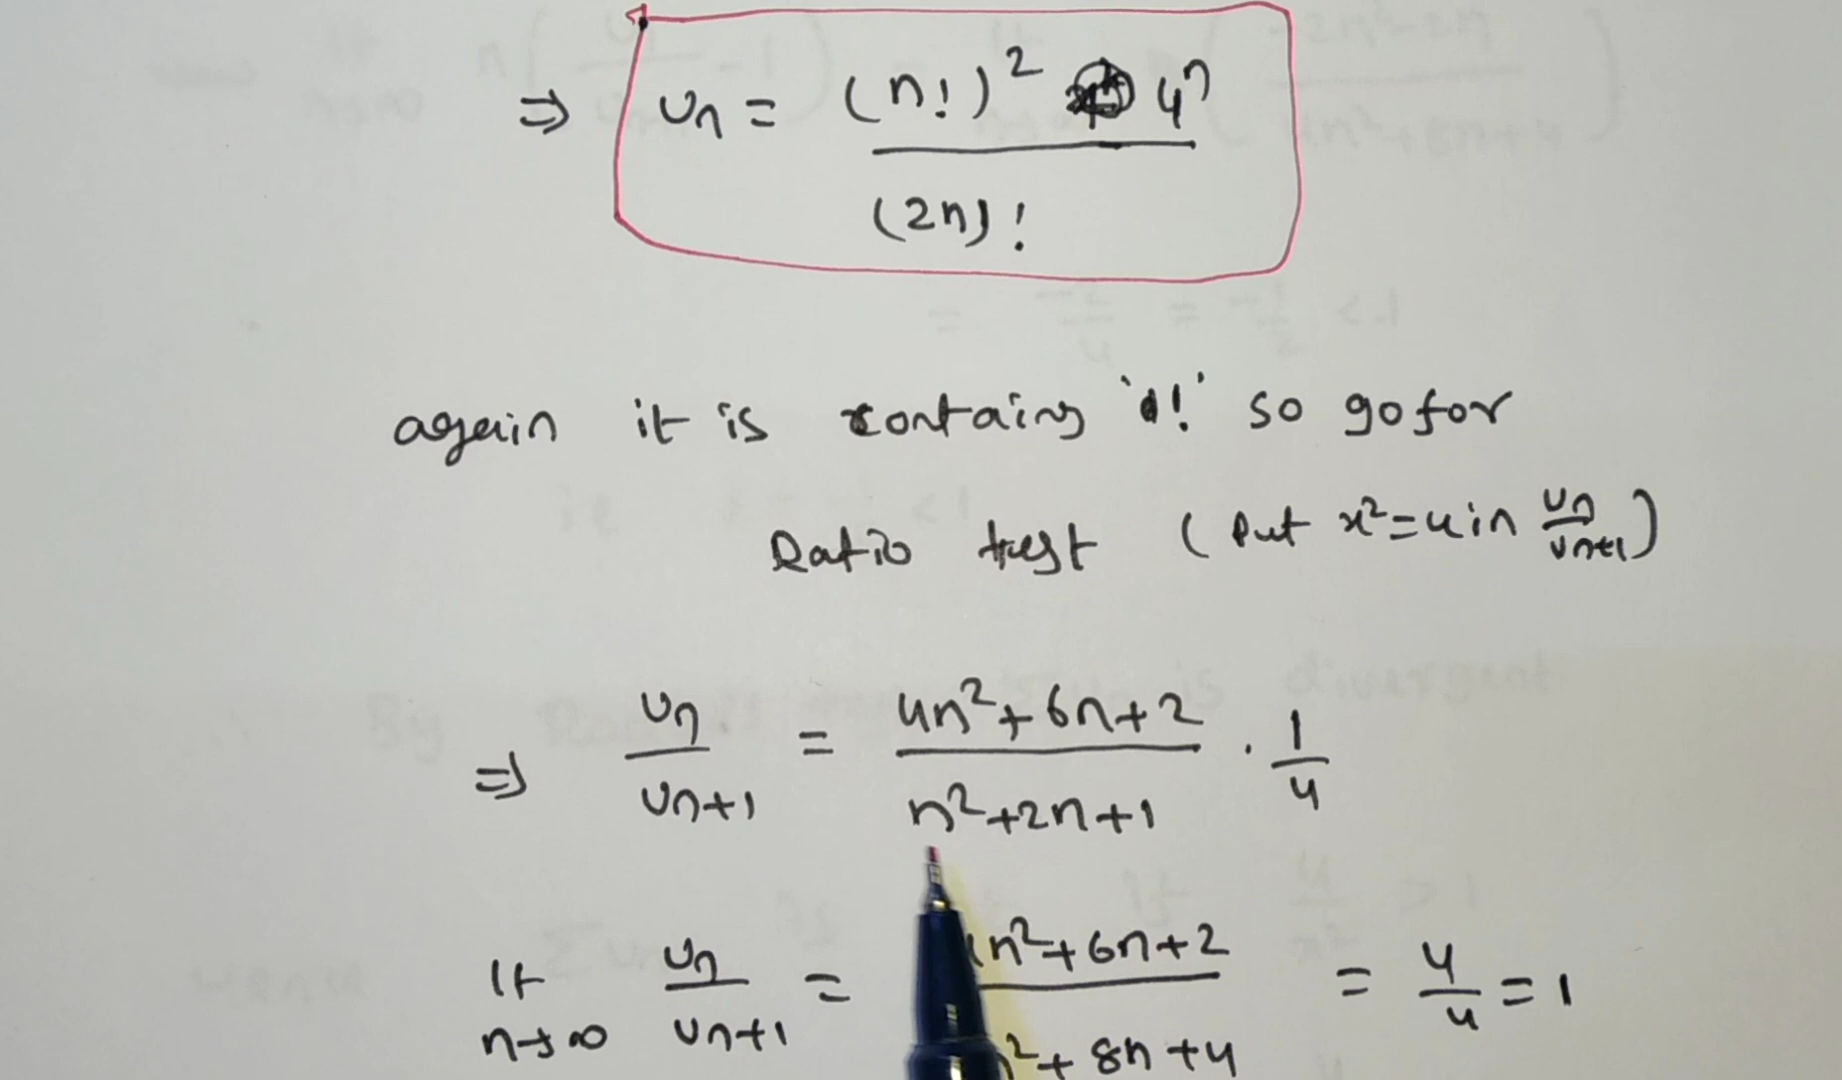 ⇒ un = (n!)² 4ⁿ / (2n)!
again it is contains 'n!' so go for
Ratio test (Put x²=4 in un/un+1)
⇒ un/un+1 = 4n²+6n+2 / n²+2n+1 · 1/4
lt n→∞ un/un+1 = 4n²+6n+2 / n²+8n+4 = 4/4 = 1